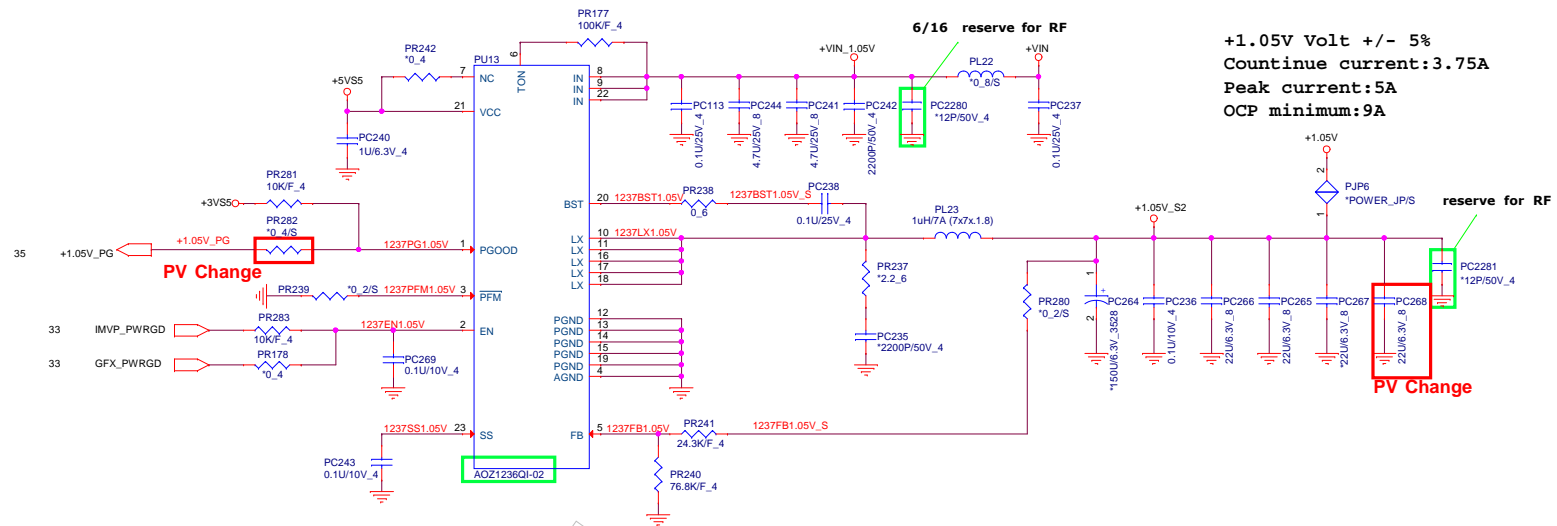 6/16 reserve for RF
+1.05V Volt +/- 5%
Countinue current:3.75A
Peak current:5A
OCP minimum:9A
PR177
100K/F_4
PR242
*0_4
+5VS5
PU13
6
TON
7
NC
21
VCC
PC240
1U/6.3V_4
8
9
22
IN
IN
IN
+VIN_1.05V
+VIN
PL22
*0_8/S
PC113
0.1U/25V_4
PC244
4.7U/25V_8
PC241
4.7U/25V_8
PC242
2200P/50V_4
PC2280
*12P/50V_4
PC237
0.1U/25V_4
PR281
10K/F_4
+3VS5
PR282
*0_4/S
35
+1.05V_PG
+1.05V_PG
1237PG1.05V
1
PGOOD
PV Change
PR239
*0_2/S
1237PFM1.05V
3
PFM
33
IMVP_PWRGD
PR283
10K/F_4
1237EN1.05V
2
EN
33
GFX_PWRGD
PR178
*0_4
PC269
0.1U/10V_4
1237SS1.05V
23
SS
PC243
0.1U/10V_4
AOZ1236QI-02
BST
20
1237BST1.05V
PR238
0_6
1237BST1.05V_S
PC238
0.1U/25V_4
LX
LX
LX
LX
LX
10
11
16
17
18
1237LX1.05V
PL23
1uH/7A (7x7x.1.8)
PGND
PGND
PGND
PGND
PGND
AGND
12
13
14
15
19
4
PR237
*2.2_6
PC235
*2200P/50V_4
FB
5
1237FB1.05V
PR241
24.3K/F_4
1237FB1.05V_S
PR240
76.8K/F_4
PR280
*0_2/S
+1.05V_S2
+1.05V
2
PJP6
*POWER_JP/S
1
reserve for RF
1
+
2
PC264
*150U/6.3V_3528
PC236
0.1U/10V_4
PC266
22U/6.3V_8
PC265
22U/6.3V_8
PC267
*22U/6.3V_8
PC268
22U/6.3V_8
PC2281
*12P/50V_4
PV Change